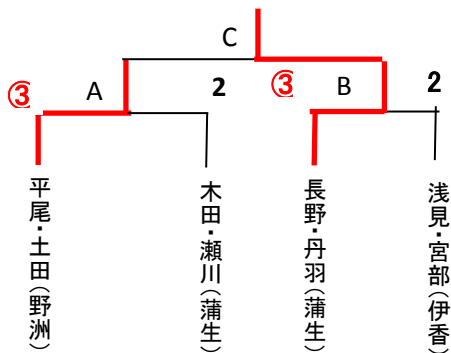 C
③ A 2 ③ B 2
平尾・土田(野洲)
木田・瀬川(蒲生)
長野・丹羽(蒲生)
浅見・宮部(伊香)